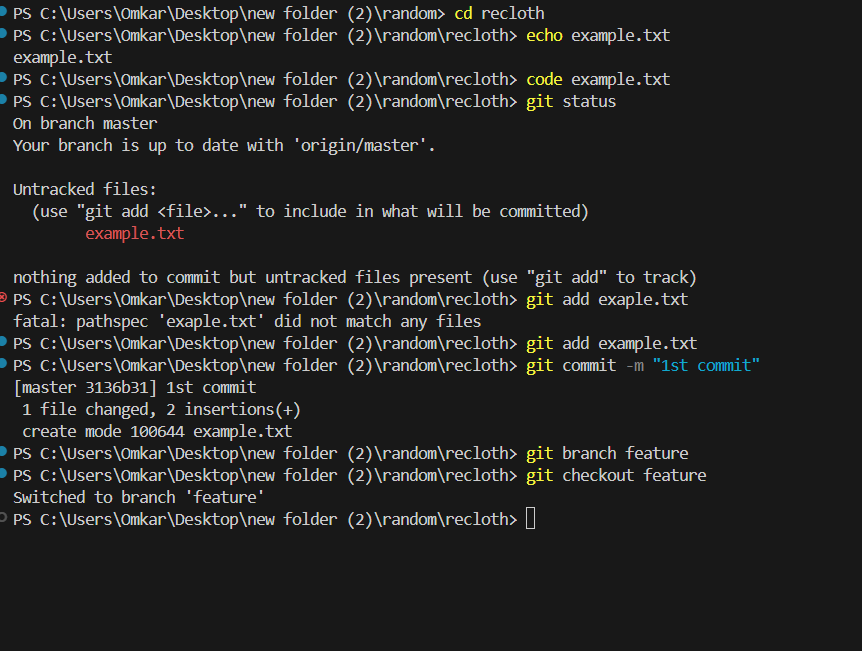 PS C:\Users\Omkar\Desktop\new folder (2)\random> cd recloth
PS C:\Users\Omkar\Desktop\new folder (2)\random\recloth> echo example.txt
example.txt
PS C:\Users\Omkar\Desktop\new folder (2)\random\recloth> code example.txt
PS C:\Users\Omkar\Desktop\new folder (2)\random\recloth> git status
On branch master
Your branch is up to date with 'origin/master'.
Untracked files:
  (use "git add <file>..." to include in what will be committed)
        example.txt
nothing added to commit but untracked files present (use "git add" to track)
PS C:\Users\Omkar\Desktop\new folder (2)\random\recloth> git add exaple.txt
fatal: pathspec 'exaple.txt' did not match any files
PS C:\Users\Omkar\Desktop\new folder (2)\random\recloth> git add example.txt
PS C:\Users\Omkar\Desktop\new folder (2)\random\recloth> git commit -m "1st commit"
[master 3136b31] 1st commit
 1 file changed, 2 insertions(+)
 create mode 100644 example.txt
PS C:\Users\Omkar\Desktop\new folder (2)\random\recloth> git branch feature
PS C:\Users\Omkar\Desktop\new folder (2)\random\recloth> git checkout feature
Switched to branch 'feature'
PS C:\Users\Omkar\Desktop\new folder (2)\random\recloth>